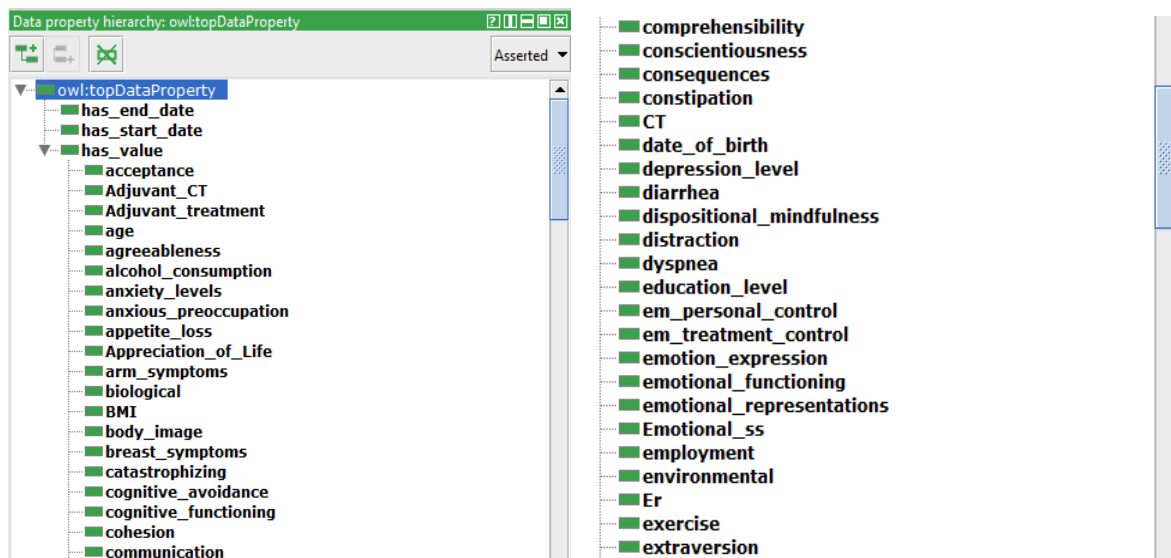 Data property hierarchy: owl:topDataProperty
Asserted
owl:topDataProperty
has_end_date
has_start_date
has_value
acceptance
Adjuvant_CT
Adjuvant_treatment
age
agreeableness
alcohol_consumption
anxiety_levels
anxious_preoccupation
appetite_loss
Appreciation_of_Life
arm_symptoms
biological
BMI
body_image
breast_symptoms
catastrophizing
cognitive_avoidance
cognitive_functioning
cohesion
communication
comprehensibility
conscientiousness
consequences
constipation
CT
date_of_birth
depression_level
diarrhea
dispositional_mindfulness
distraction
dyspnea
education_level
em_personal_control
em_treatment_control
emotion_expression
emotional_functioning
emotional_representations
Emotional_ss
employment
environmental
Er
exercise
extraversion